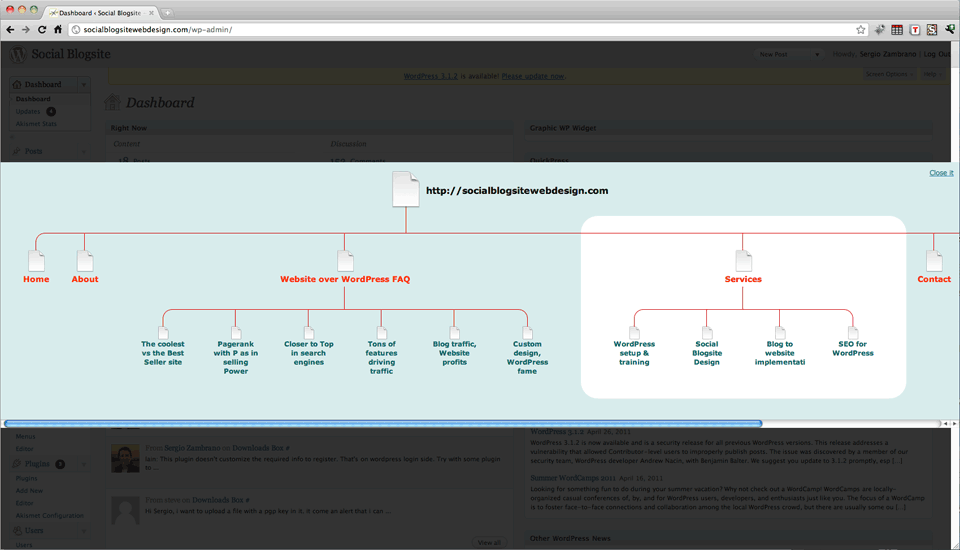 Dashboard ‹ Social Blogsite
socialblogsitewebdesign.com/wp-admin/
Social Blogsite
New Post
Howdy, Sergio Zambrano | Log Out
WordPress 3.1.2 is available! Please update now.
Screen Options
Help
Dashboard
Dashboard
Dashboard
Updates
Akismet Stats
Right Now
Graphic WP Widget
Content
Discussion
Posts
QuickPress
Close it
http://socialblogsitewebdesign.com
Home
About
Website over WordPress FAQ
Services
Contact
The coolest
vs the Best
Seller site
Pagerank
with P as in
selling
Power
Closer to Top
in search
engines
Tons of
features
driving
traffic
Blog traffic,
Website
profits
Custom
design,
WordPress
fame
WordPress
setup &
training
Social
Blogsite
Design
Blog to
website
implementati
SEO for
WordPress
Menus
Editor
Plugins
Plugins
Add New
Editor
Akismet Configuration
Users
Users
From Sergio Zambrano on Downloads Box #
Iam: This plugin doesn't customize the required info to register. That's on wordpress login side. Try with some plugin
to ...
From steve on Downloads Box #
Hi Sergio, i want to upload a file with a pgp key in it. it come an alert that i can ...
View all
WordPress 3.1.2 April 26, 2011
WordPress 3.1.2 is now available and is a security release for all previous WordPress versions. This release addresses a
vulnerability that allowed Contributor-level users to improperly publish posts. The issue was discovered by a member of our
security team, WordPress developer Andrew Nacin, with Benjamin Balter. We suggest you update to 3.1.2 promptly, esp [...]
Summer WordCamps 2011 April 16, 2011
Looking for something fun to do during your summer vacation? Why not check out a WordCamp! WordCamps are locally-
organized casual conferences of, by, and for WordPress users, developers, and enthusiasts just like you. The focus of a WordCamp
is to foster face-to-face connections and collaboration among the local WordPress crowd, but there are usually some ou [...]
Other WordPress News